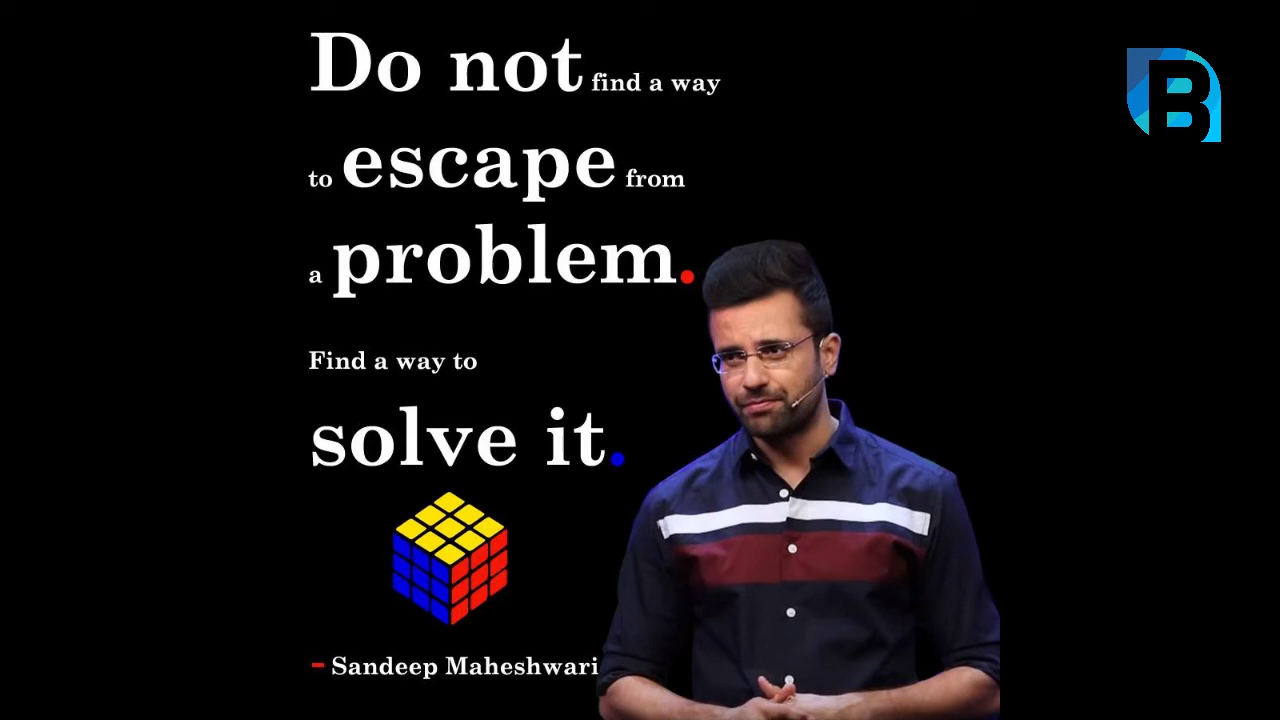 Do not find a way
to escape from
a problem.
Find a way to
solve it.
- Sandeep Maheshwari
B